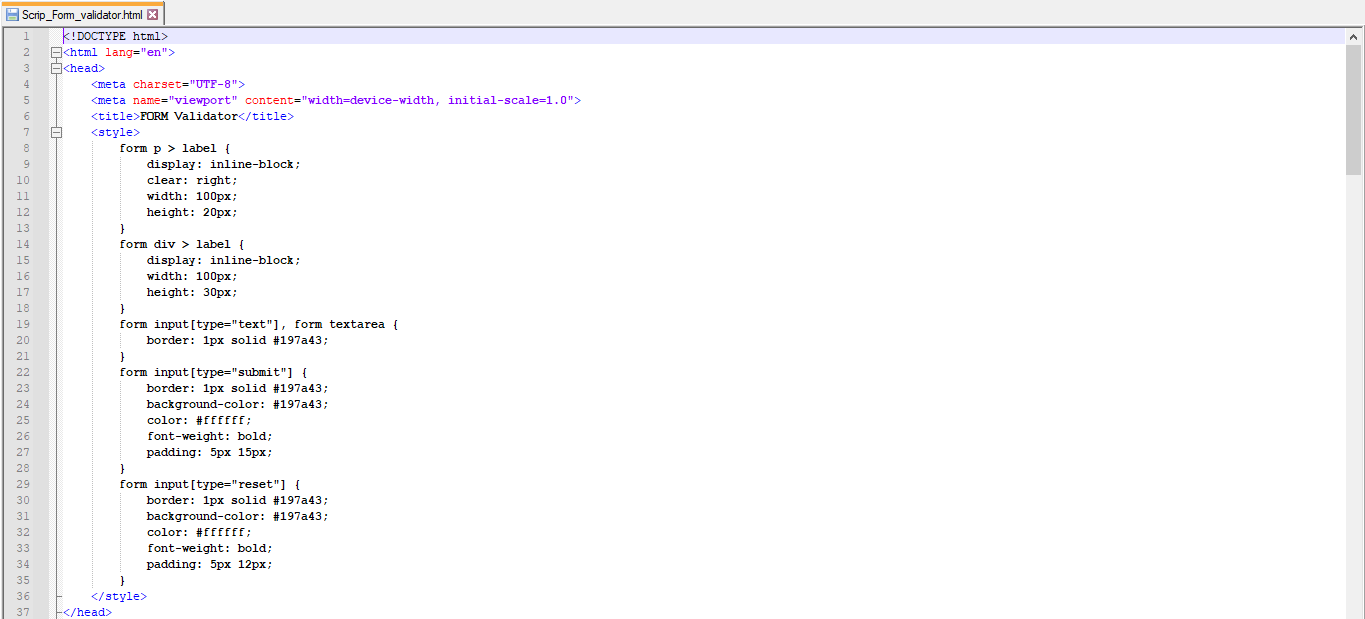 Scrip_Form_validator.html
1 <!DOCTYPE html>
2 <html lang="en">
3 <head>
4     <meta charset="UTF-8">
5     <meta name="viewport" content="width=device-width, initial-scale=1.0">
6     <title>FORM Validator</title>
7     <style>
8         form p > label {
9             display: inline-block;
10             clear: right;
11             width: 100px;
12             height: 20px;
13         }
14         form div > label {
15             display: inline-block;
16             width: 100px;
17             height: 30px;
18         }
19         form input[type="text"], form textarea {
20             border: 1px solid #197a43;
21         }
22         form input[type="submit"] {
23             border: 1px solid #197a43;
24             background-color: #197a43;
25             color: #ffffff;
26             font-weight: bold;
27             padding: 5px 15px;
28         }
29         form input[type="reset"] {
30             border: 1px solid #197a43;
31             background-color: #197a43;
32             color: #ffffff;
33             font-weight: bold;
34             padding: 5px 12px;
35         }
36     </style>
37 </head>